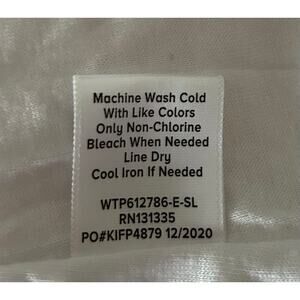 Machine Wash Cold
With Like Colors
Only Non-Chlorine
Bleach When Needed
Line Dry
Cool Iron If Needed
WTP612786-E-SL
RN131335
PO#KIFP4879 12/2020